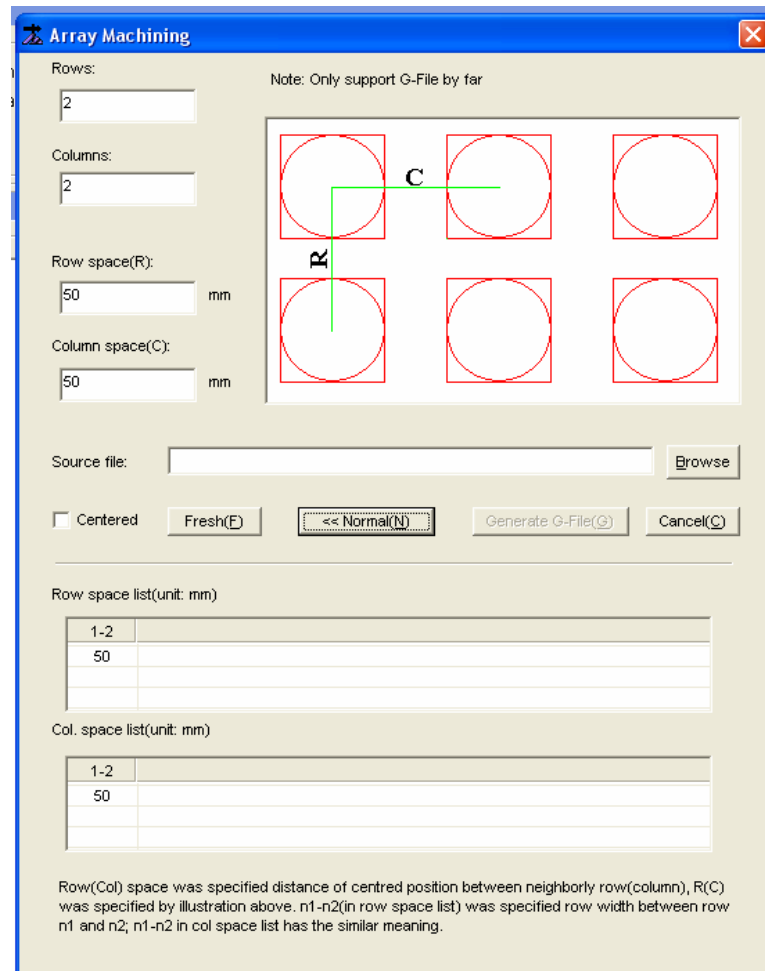 Array Machining
Rows:
Note: Only support G-File by far
2
Columns:
2
C
R
Row space(R):
50 mm
Column space(C):
50 mm
Source file: Browse
Centered Fresh(F) << Normal(N) Generate G-File(G) Cancel(C)
Row space list(unit: mm)
1-2
50
Col. space list(unit: mm)
1-2
50
Row(Col) space was specified distance of centred position between neighborly row(column), R(C)
was specified by illustration above. n1-n2(in row space list) was specified row width between row
n1 and n2; n1-n2 in col space list has the similar meaning.